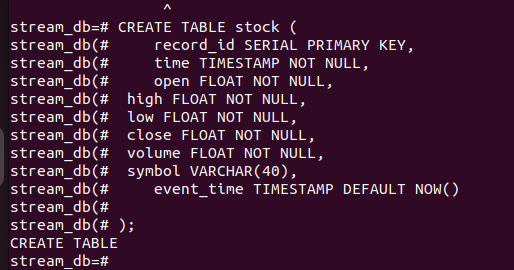 ^
stream_db=# CREATE TABLE stock (
stream_db(#     record_id SERIAL PRIMARY KEY,
stream_db(#     time TIMESTAMP NOT NULL,
stream_db(#     open FLOAT NOT NULL,
stream_db(#  high FLOAT NOT NULL,
stream_db(#  low FLOAT NOT NULL,
stream_db(#  close FLOAT NOT NULL,
stream_db(#  volume FLOAT NOT NULL,
stream_db(#  symbol VARCHAR(40),
stream_db(#     event_time TIMESTAMP DEFAULT NOW()
stream_db(#
stream_db(# );
CREATE TABLE
stream_db=#